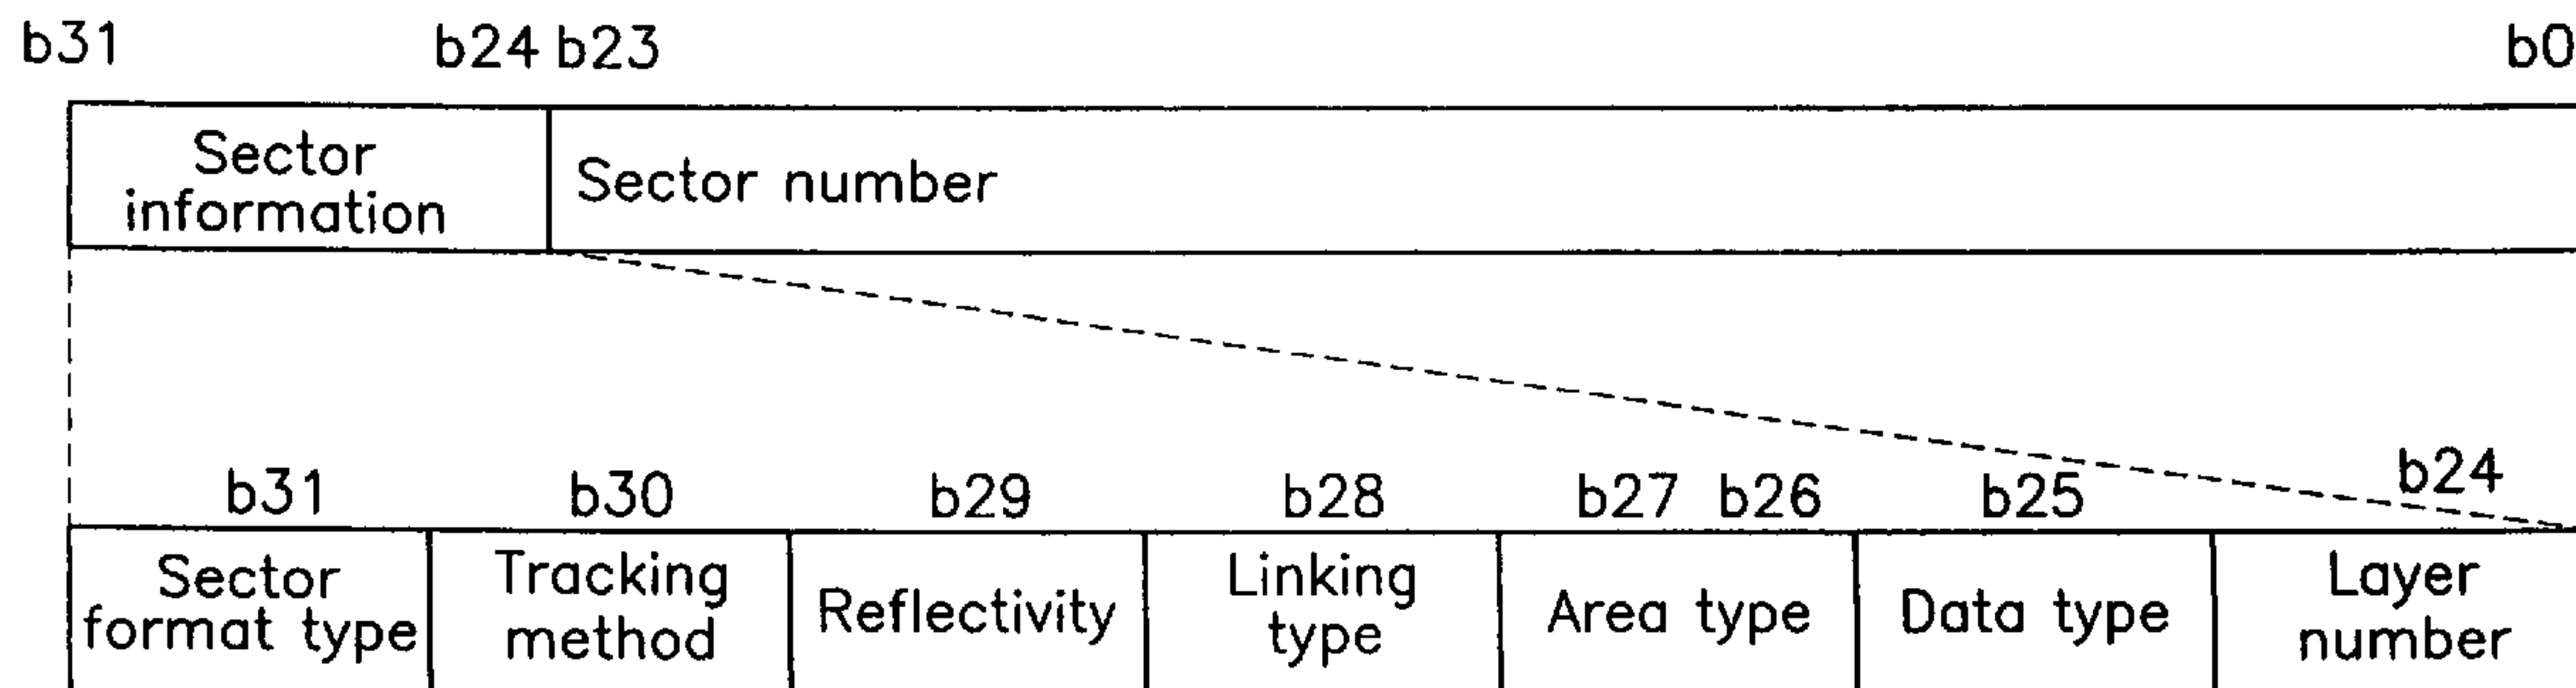 b31 b24 b23 b0
Sector
information
Sector number
b31 b30 b29 b28 b27 b26 b25 b24
Sector
format type
Tracking
method
Reflectivity
Linking
type
Area type
Data type
Layer
number